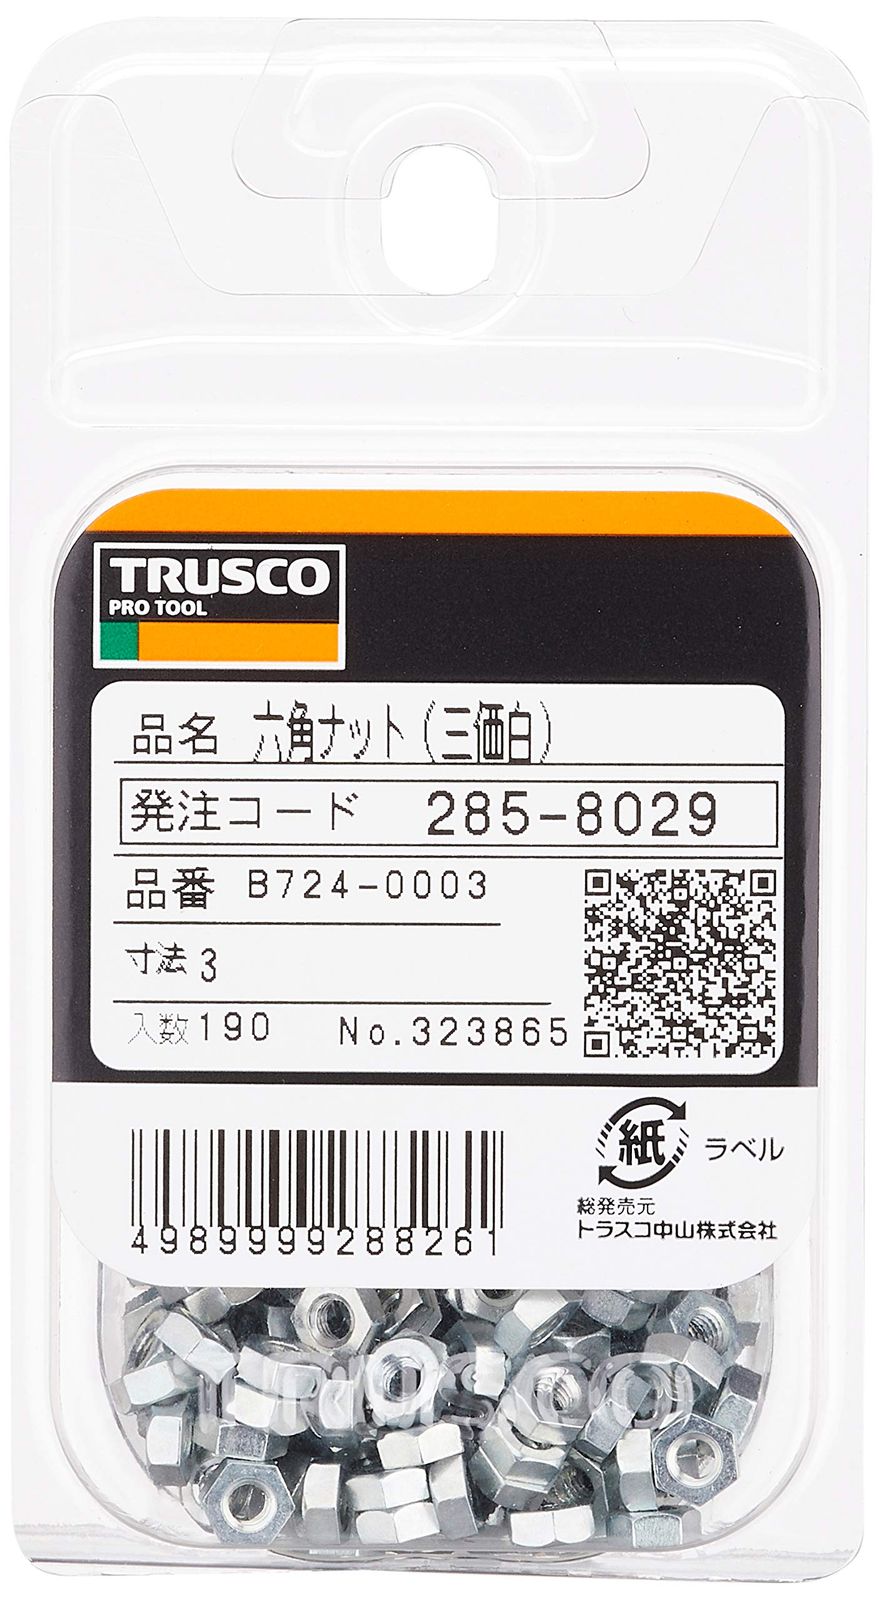 TRUSCO
PRO TOOL
品名 六角ナット(三価白)
発注コード 285-8029
品番 B724-0003
寸法 3
入数 190 No.323865
紙 ラベル
総発売元
トラスコ中山株式会社
4989999288261
TRUSCO